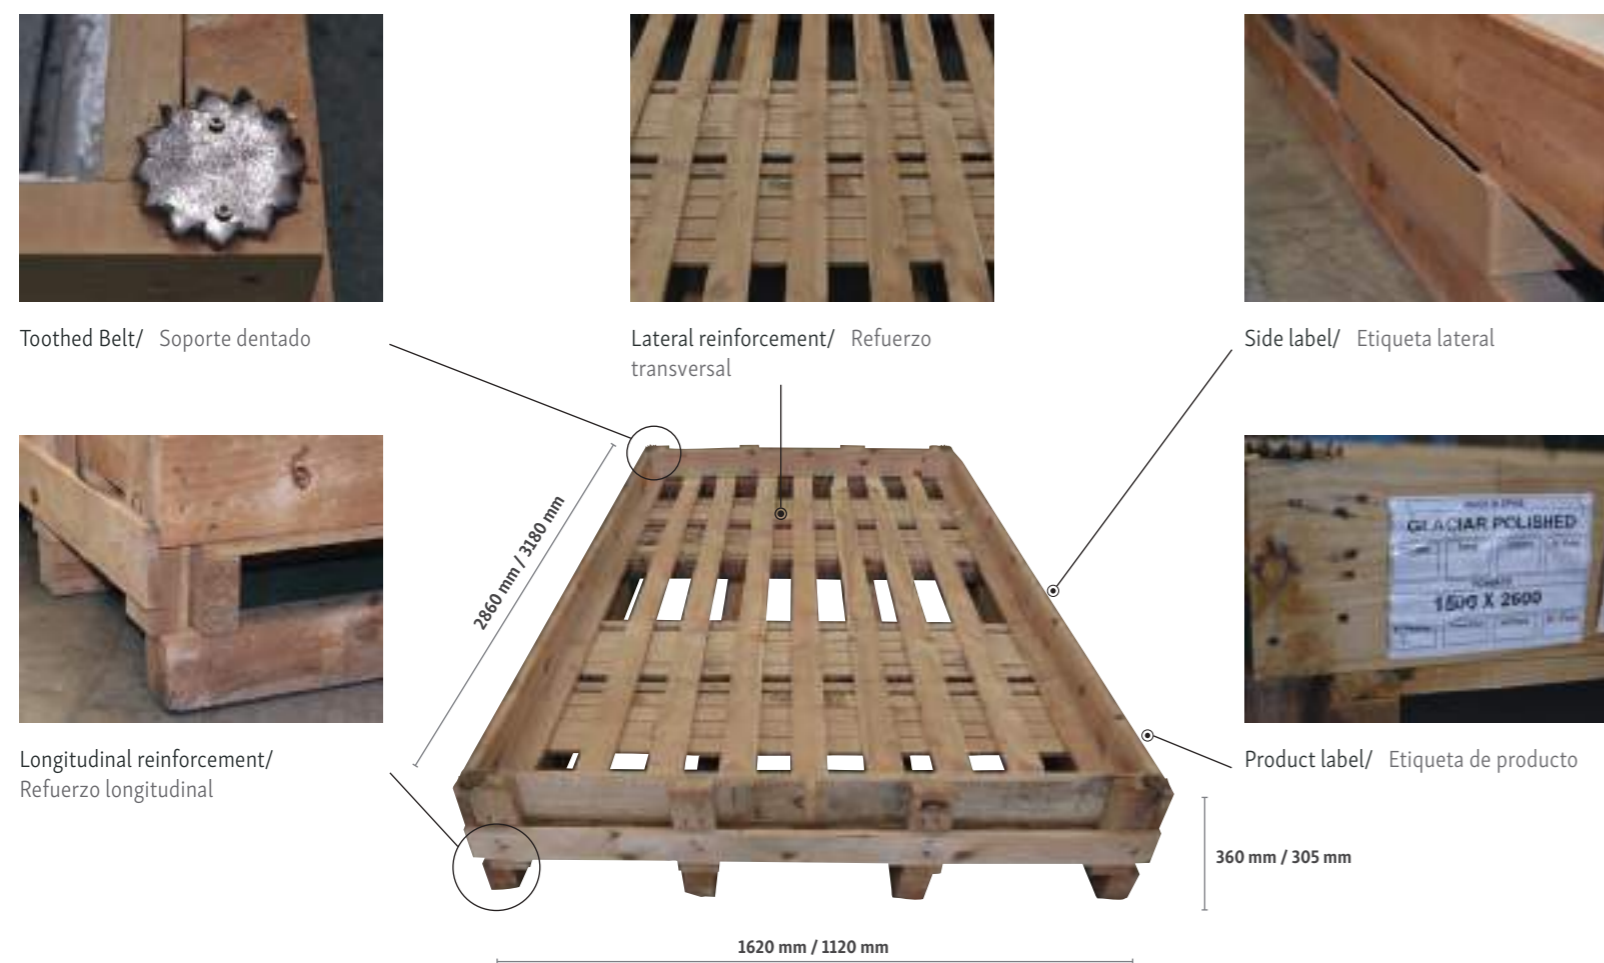 Toothed Belt/ Soporte dentado
Lateral reinforcement/ Refuerzo
transversal
Side label/ Etiqueta lateral
2860 mm / 3180 mm
GLACIAR POLISHED
1500 X 2600
Longitudinal reinforcement/
Refuerzo longitudinal
Product label/ Etiqueta de producto
360 mm / 305 mm
1620 mm / 1120 mm